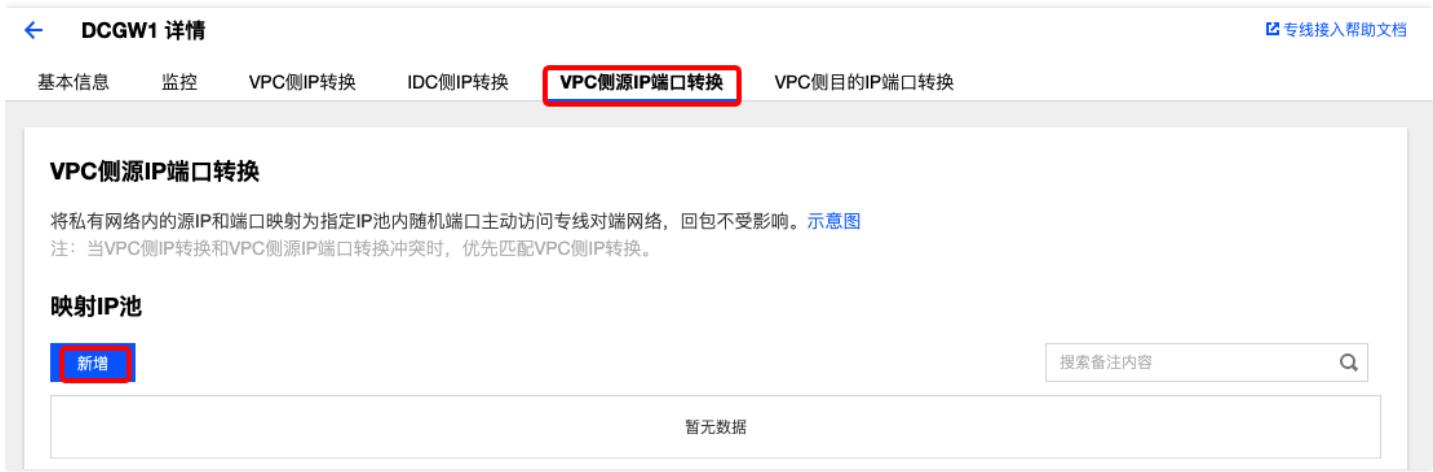 DCGW1 详情
专线接入帮助文档
基本信息 监控 VPC侧IP转换 IDC侧IP转换 VPC侧源IP端口转换 VPC侧目的IP端口转换
VPC侧源IP端口转换
将私有网络内的源IP和端口映射为指定IP池内随机端口主动访问专线对端网络，回包不受影响。示意图
注：当VPC侧IP转换和VPC侧源IP端口转换冲突时，优先匹配VPC侧IP转换。
映射IP池
新增
搜索备注内容
暂无数据